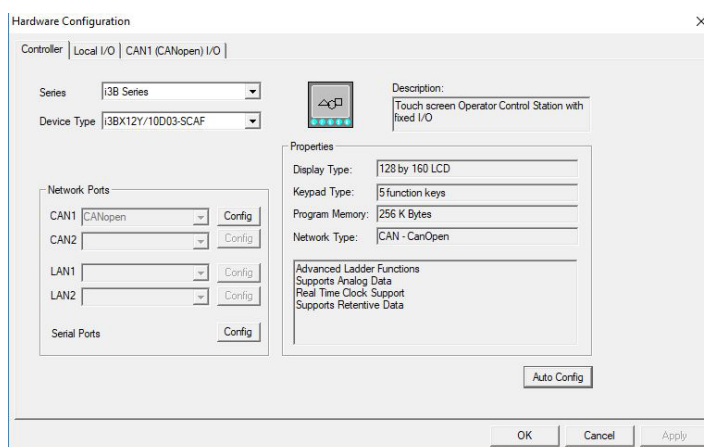 Hardware Configuration
Controller
Local I/O
CAN1 (CANopen) I/O
Series
i3B Series
Device Type
i3BX12Y/10D03-SCAF
Description:
Touch screen Operator Control Station with
fixed I/O
Properties
Display Type:
128 by 160 LCD
Keypad Type:
5 function keys
Program Memory:
256 K Bytes
Network Type:
CAN - CanOpen
Advanced Ladder Functions
Supports Analog Data
Real Time Clock Support
Supports Retentive Data
Network Ports
CAN1
CANopen
Config
CAN2
Config
LAN1
Config
LAN2
Config
Serial Ports
Config
Auto Config
OK
Cancel
Apply